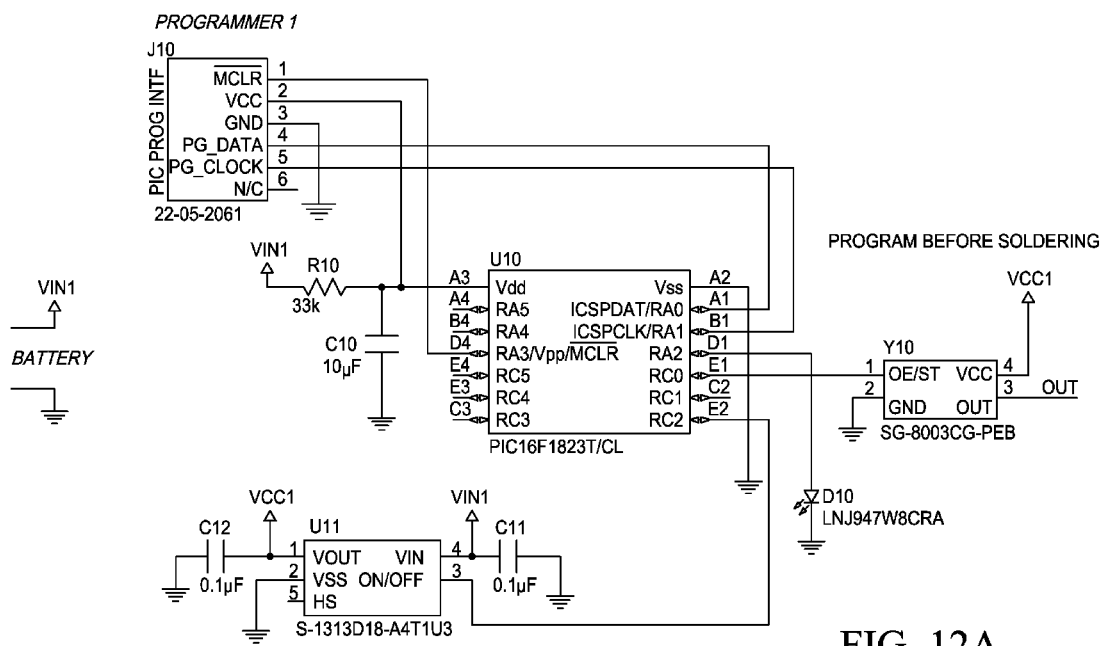 PROGRAMMER 1
J10
PIC PROG INTF
MCLR 1
VCC 2
GND 3
PG_DATA 4
PG_CLOCK 5
N/C 6
22-05-2061
VIN1
BATTERY
VIN1
R10
33k
C10
10µF
U10
A3 Vdd Vss A2
A4 RA5 ICSPDAT/RA0 A1
B4 RA4 ICSPCLK/RA1 B1
D4 RA3/Vpp/MCLR RA2 D1
E4 RC5 RC0 E1
E3 RC4 RC1 C2
C3 RC3 RC2 E2
PIC16F1823T/CL
PROGRAM BEFORE SOLDERING
VCC1
Y10
1 OE/ST VCC 4
2 GND OUT 3 OUT
SG-8003CG-PEB
D10
LNJ947W8CRA
C12
0.1µF
VCC1
U11
1 VOUT VIN 4
2 VSS ON/OFF 3
5 HS
S-1313D18-A4T1U3
VIN1
C11
0.1µF
FIG. 12A